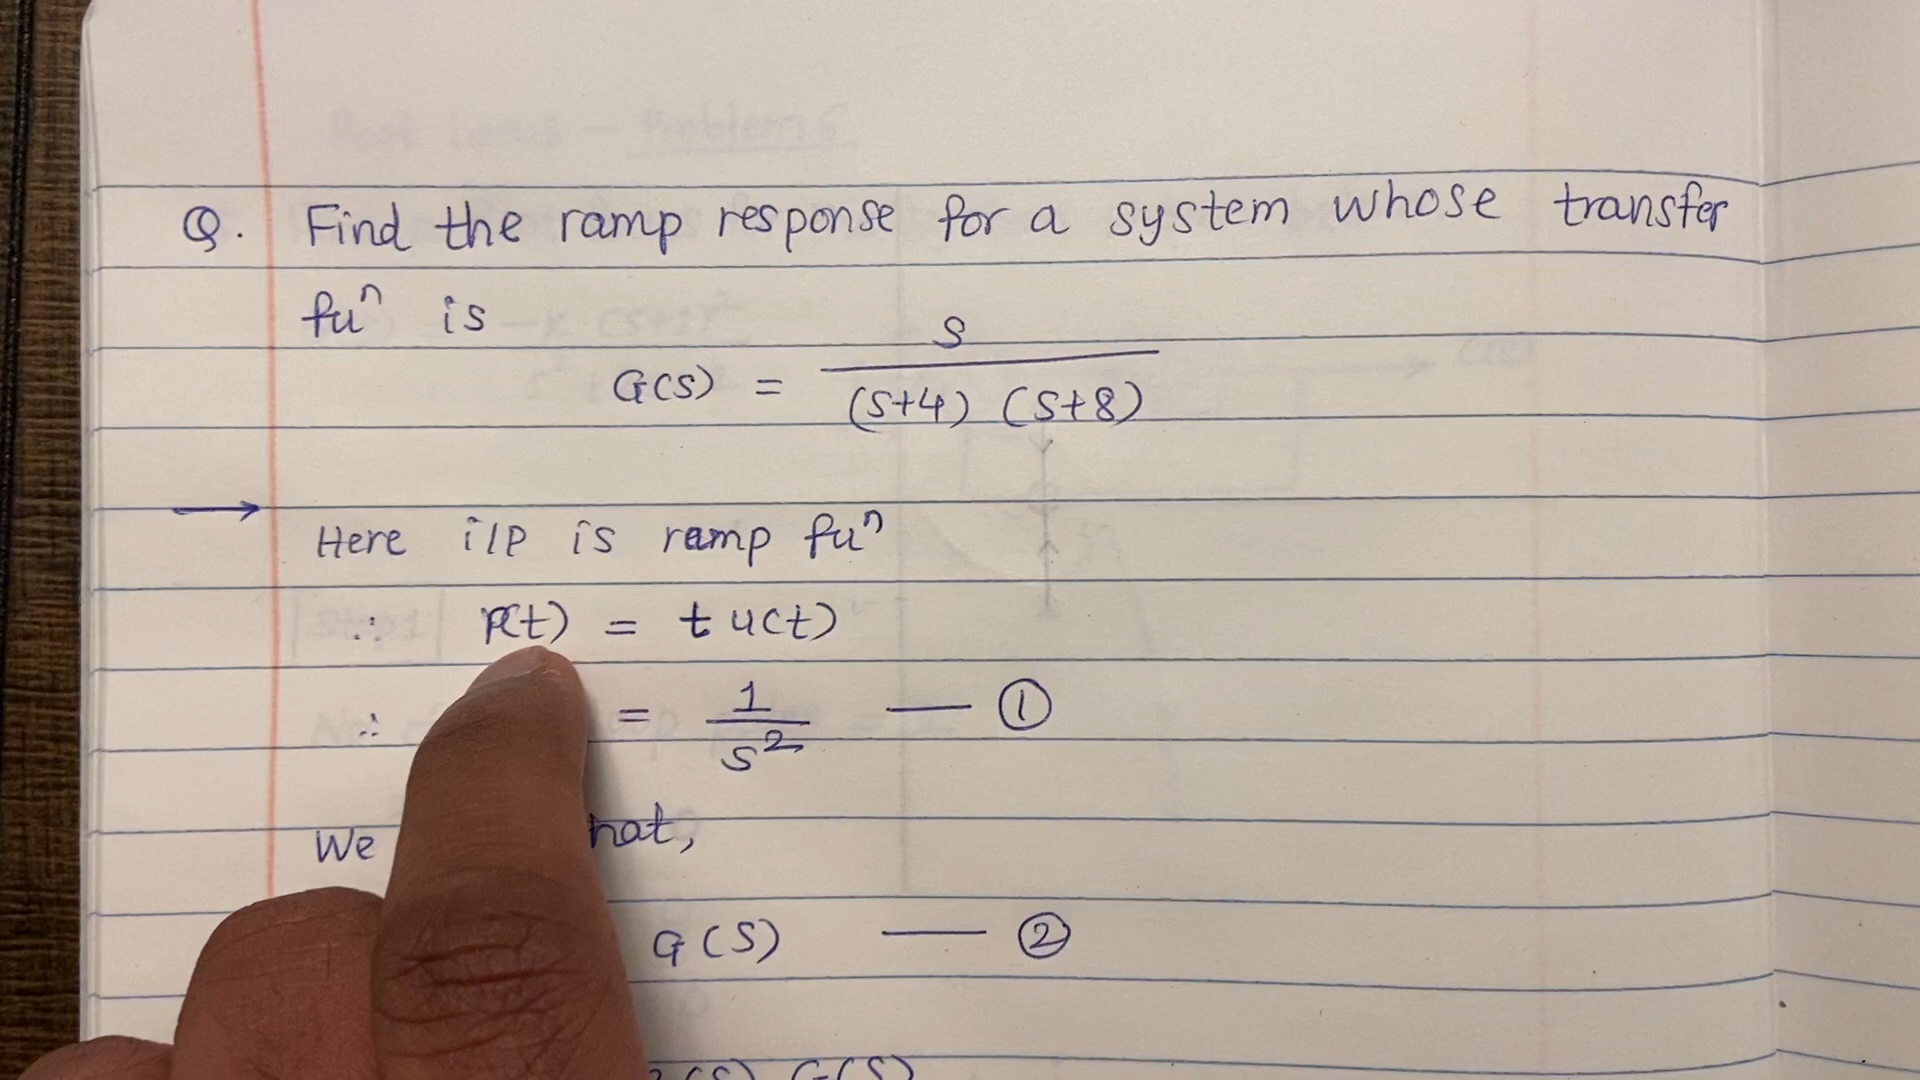 Q. Find the ramp response for a system whose transfer
fuⁿ is
G(s) = s / (s+4) (s+8)
→ Here i/p is ramp fuⁿ
∴ r(t) = t u(t)
∴ = 1/s² — ①
We hat,
G(s) — ②
(s) G(s)